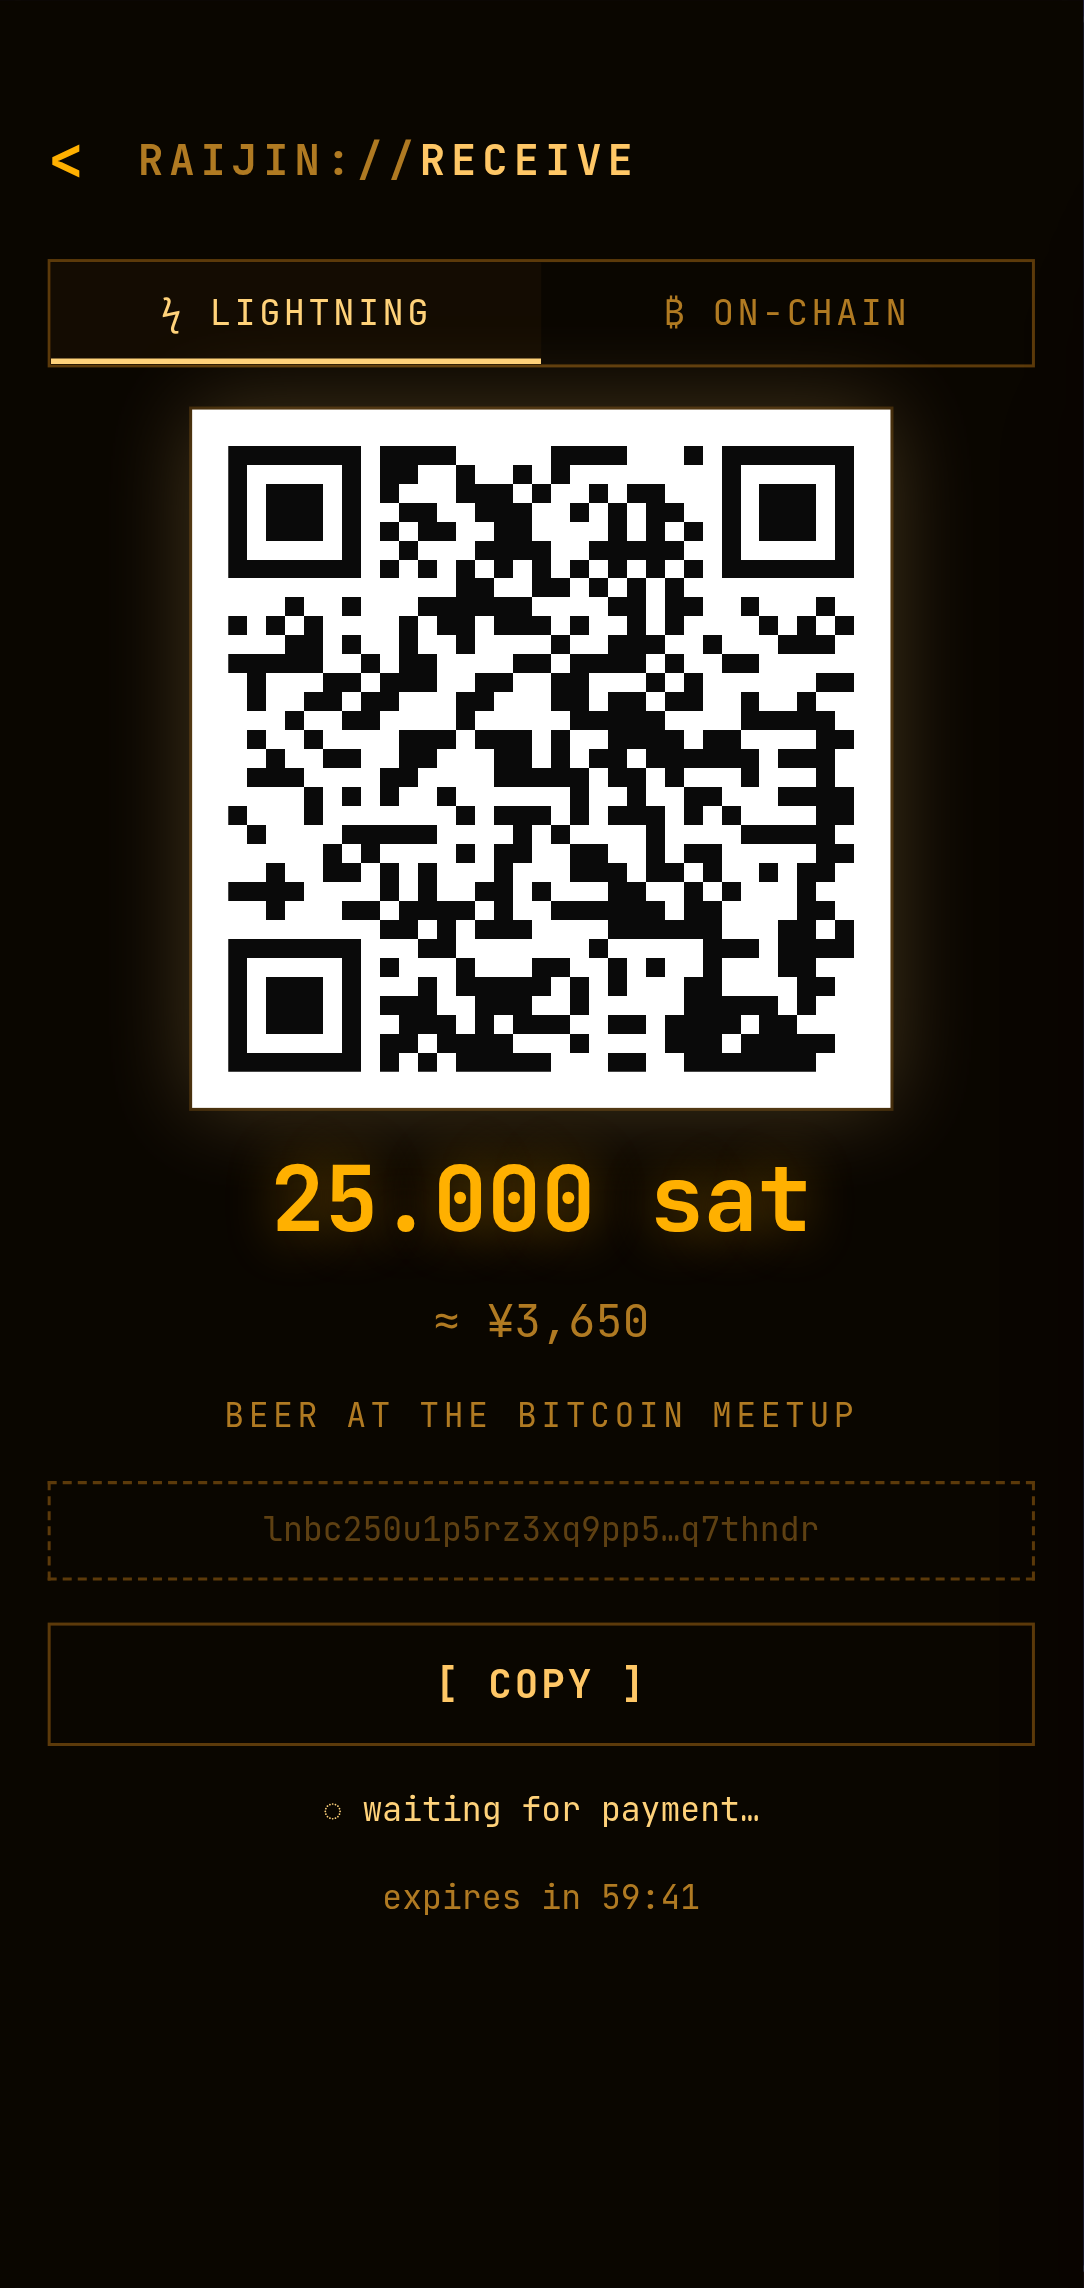 < RAIJIN://RECEIVE
ϟ LIGHTNING
₿ ON-CHAIN
25.000 sat
≈ ¥3,650
BEER AT THE BITCOIN MEETUP
lnbc250u1p5rz3xq9pp5…q7thndr
[ COPY ]
◌ waiting for payment…
expires in 59:41